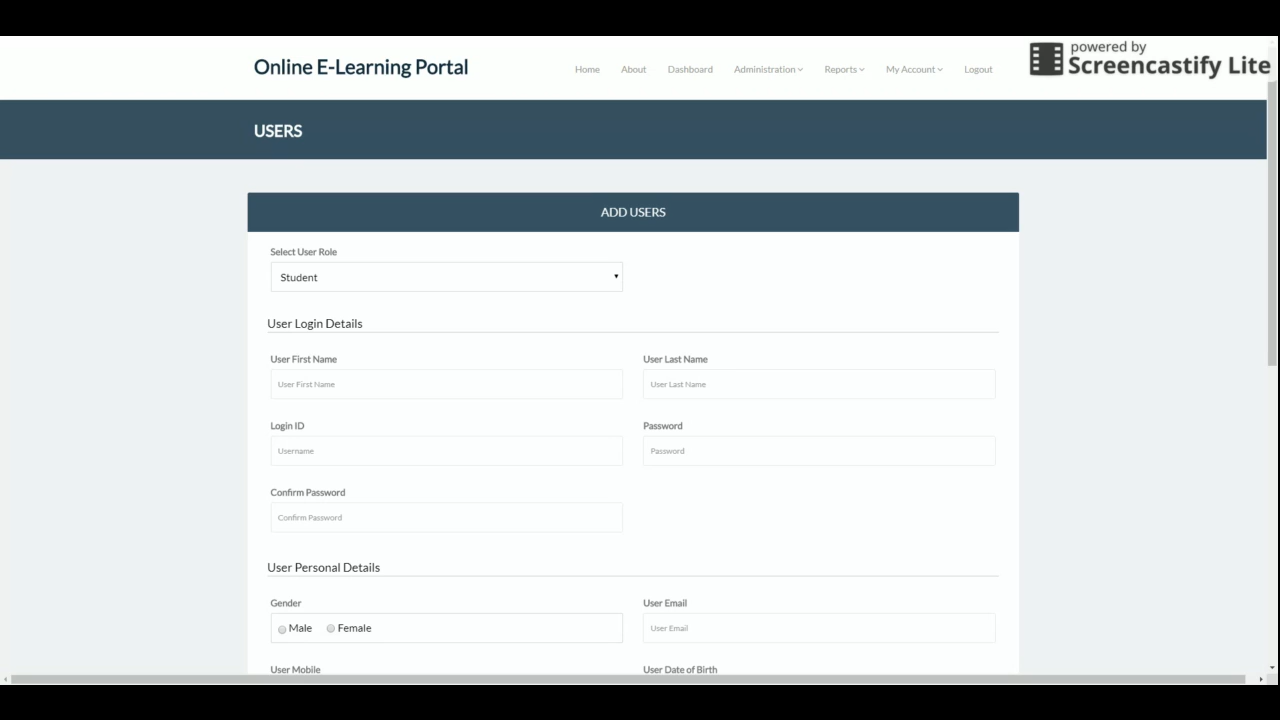 Online E-Learning Portal
Home About Dashboard Administration Reports My Account Logout
powered by
Screencastify Lite
USERS
ADD USERS
Select User Role
Student
User Login Details
User First Name User Last Name
User First Name User Last Name
Login ID Password
Username Password
Confirm Password
Confirm Password
User Personal Details
Gender User Email
Male Female User Email
User Mobile User Date of Birth